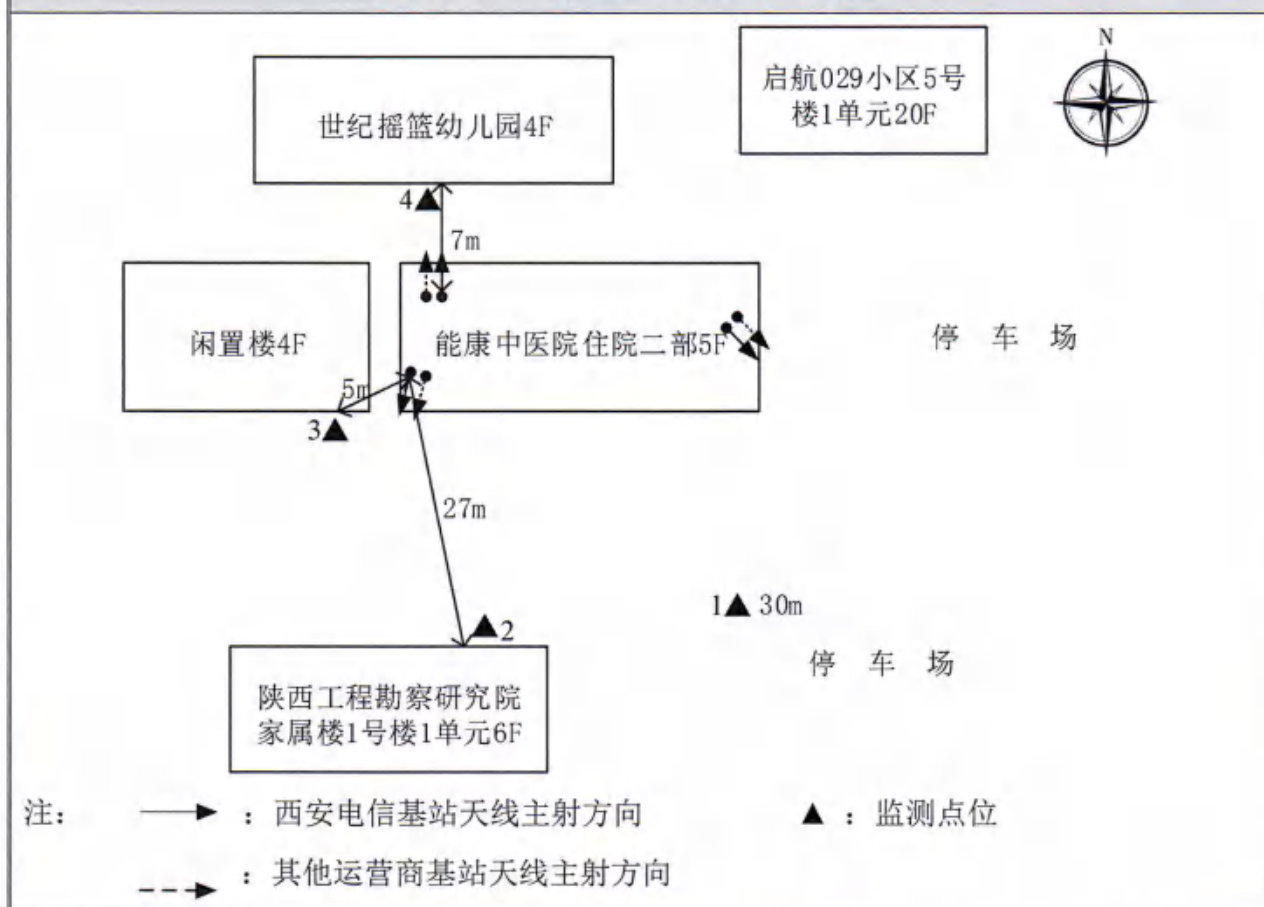 启航029小区5号
楼1单元20F
N
世纪摇篮幼儿园4F
4
7m
闲置楼4F
能康中医院住院二部5F
停 车 场
5m
3
27m
1 30m
2
停 车 场
陕西工程勘察研究院
家属楼1号楼1单元6F
注：
：西安电信基站天线主射方向
：监测点位
：其他运营商基站天线主射方向